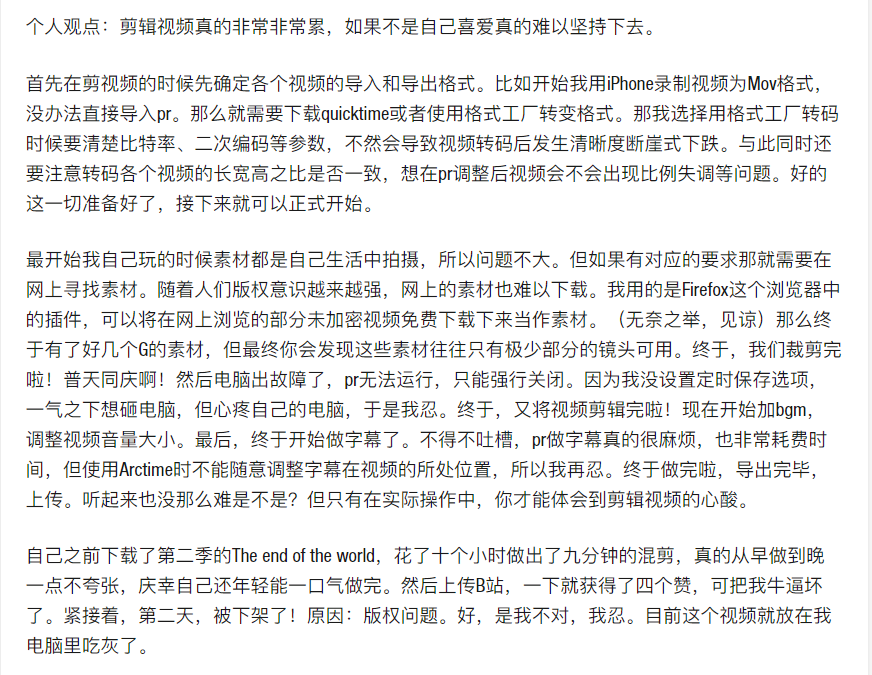 个人观点：剪辑视频真的非常非常累，如果不是自己喜爱真的难以坚持下去。
首先在剪视频的时候先确定各个视频的导入和导出格式。比如开始我用iPhone录制视频为Mov格式，
没办法直接导入pr。那么就需要下载quicktime或者使用格式工厂转变格式。那我选择用格式工厂转码
时候要清楚比特率、二次编码等参数，不然会导致视频转码后发生清晰度断崖式下跌。与此同时还
要注意转码各个视频的长宽高之比是否一致，想在pr调整后视频会不会出现比例失调等问题。好的
这一切准备好了，接下来就可以正式开始。
最开始我自己玩的时候素材都是自己生活中拍摄，所以问题不大。但如果有对应的要求那就需要在
网上寻找素材。随着人们版权意识越来越强，网上的素材也难以下载。我用的是Firefox这个浏览器中
的插件，可以将在网上浏览的部分未加密视频免费下载下来当作素材。（无奈之举，见谅）那么终
于有了好几个G的素材，但最终你会发现这些素材往往只有极少部分的镜头可用。终于，我们裁剪完
啦！普天同庆啊！然后电脑出故障了，pr无法运行，只能强行关闭。因为我没设置定时保存选项，
一气之下想砸电脑，但心疼自己的电脑，于是我忍。终于，又将视频剪辑完啦！现在开始加bgm，
调整视频音量大小。最后，终于开始做字幕了。不得不吐槽，pr做字幕真的很麻烦，也非常耗费时
间，但使用Arctime时不能随意调整字幕在视频的所处位置，所以我再忍。终于做完啦，导出完毕，
上传。听起来也没那么难是不是？但只有在实际操作中，你才能体会到剪辑视频的心酸。
自己之前下载了第二季的The end of the world，花了十个小时做出了九分钟的混剪，真的从早做到晚
一点不夸张，庆幸自己还年轻能一口气做完。然后上传B站，一下就获得了四个赞，可把我牛逼坏
了。紧接着，第二天，被下架了！原因：版权问题。好，是我不对，我忍。目前这个视频就放在我
电脑里吃灰了。